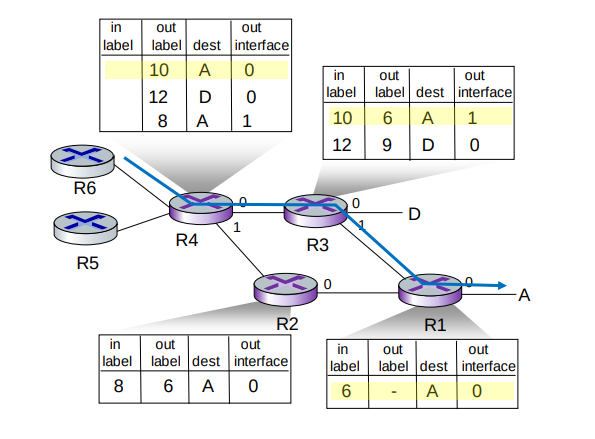 in label out label dest out interface
10 A 0
12 D 0
8 A 1
in label out label dest out interface
10 6 A 1
12 9 D 0
R6
R5
R4
0
1
R3
0
1
D
R2
0
R1
0
A
in label out label dest out interface
8 6 A 0
in label out label dest out interface
6 - A 0